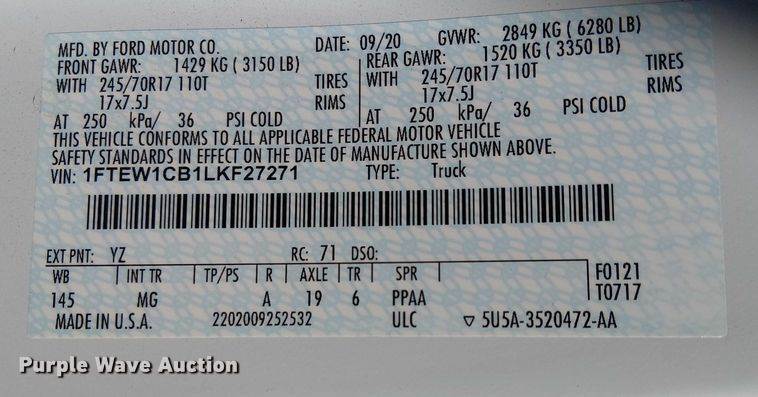 MFD. BY FORD MOTOR CO. DATE: 09/20 GVWR: 2849 KG ( 6280 LB)
FRONT GAWR: 1429 KG ( 3150 LB) REAR GAWR: 1520 KG ( 3350 LB)
WITH 245/70R17 110T TIRES WITH 245/70R17 110T TIRES
17x7.5J RIMS 17x7.5J RIMS
AT 250 kPa/ 36 PSI COLD AT 250 kPa/ 36 PSI COLD
THIS VEHICLE CONFORMS TO ALL APPLICABLE FEDERAL MOTOR VEHICLE
SAFETY STANDARDS IN EFFECT ON THE DATE OF MANUFACTURE SHOWN ABOVE.
VIN: 1FTEW1CB1LKF27271 TYPE: Truck
EXT PNT: YZ RC: 71 DSO:
WB INT TR TP/PS R AXLE TR SPR F0121
145 MG A 19 6 PPAA T0717
MADE IN U.S.A. 2202009252532 ULC ▽ 5U5A-3520472-AA
Purple Wave Auction